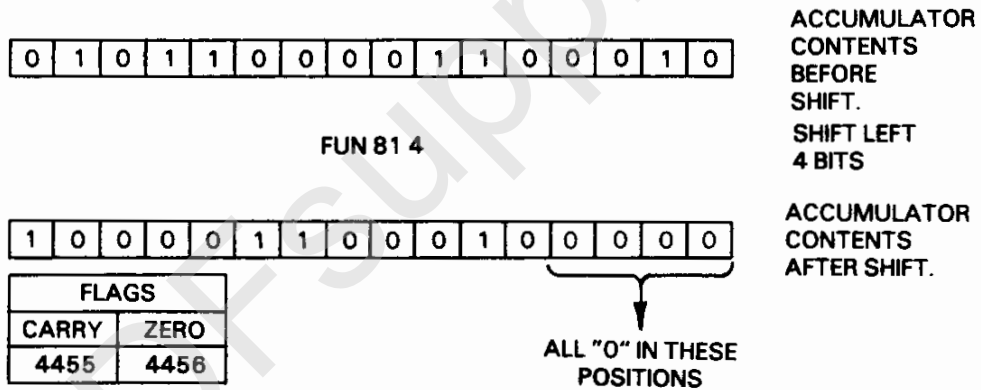 ACCUMULATOR
CONTENTS
BEFORE
SHIFT.
0 1 0 1 1 0 0 0 0 1 1 0 0 0 1 0
FUN 81 4
SHIFT LEFT
4 BITS
1 0 0 0 0 1 1 0 0 0 1 0 0 0 0 0
ACCUMULATOR
CONTENTS
AFTER SHIFT.
FLAGS
CARRY ZERO
4455 4456
ALL "0" IN THESE
POSITIONS